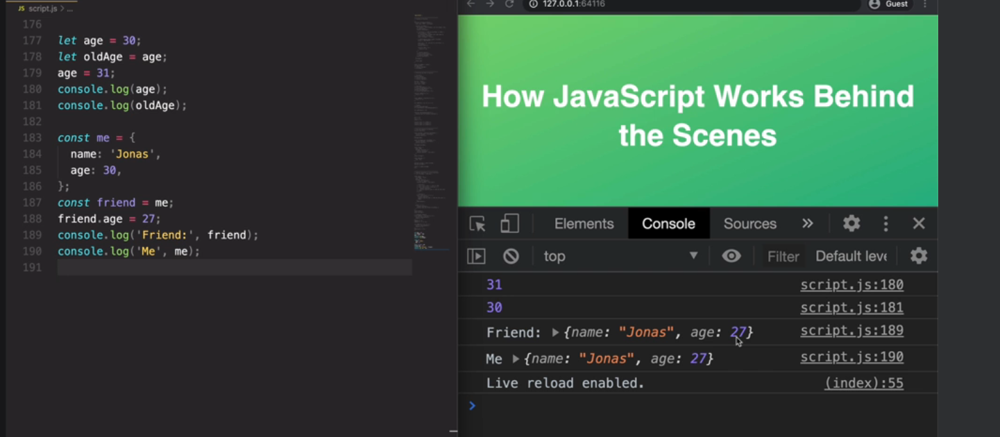 JS script.js > ...
176
177 let age = 30;
178 let oldAge = age;
179 age = 31;
180 console.log(age);
181 console.log(oldAge);
182
183 const me = {
184 name: 'Jonas',
185 age: 30,
186 };
187 const friend = me;
188 friend.age = 27;
189 console.log('Friend:', friend);
190 console.log('Me', me);
191
127.0.0.1:64116
Guest
How JavaScript Works Behind
the Scenes
Elements Console Sources »
top ▼ Filter Default leve
31 script.js:180
30 script.js:181
Friend: ▶{name: "Jonas", age: 27} script.js:189
Me ▶{name: "Jonas", age: 27} script.js:190
Live reload enabled. (index):55
>